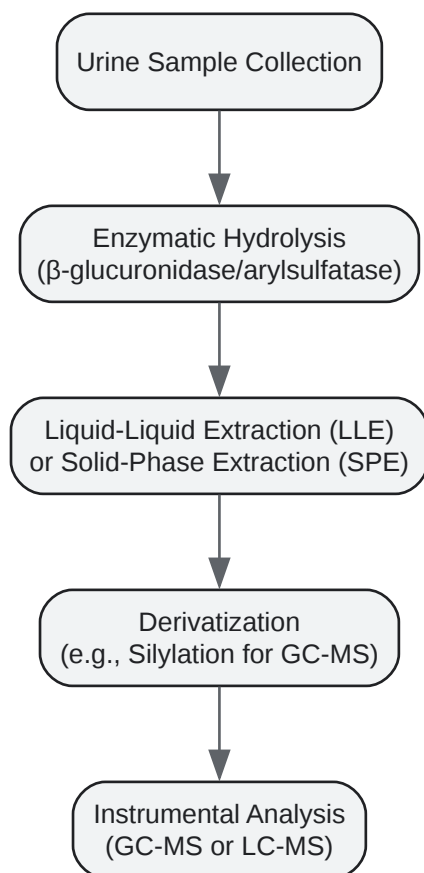 Urine Sample Collection
Enzymatic Hydrolysis
(β-glucuronidase/arylsulfatase)
Liquid-Liquid Extraction (LLE)
or Solid-Phase Extraction (SPE)
Derivatization
(e.g., Silylation for GC-MS)
Instrumental Analysis
(GC-MS or LC-MS)